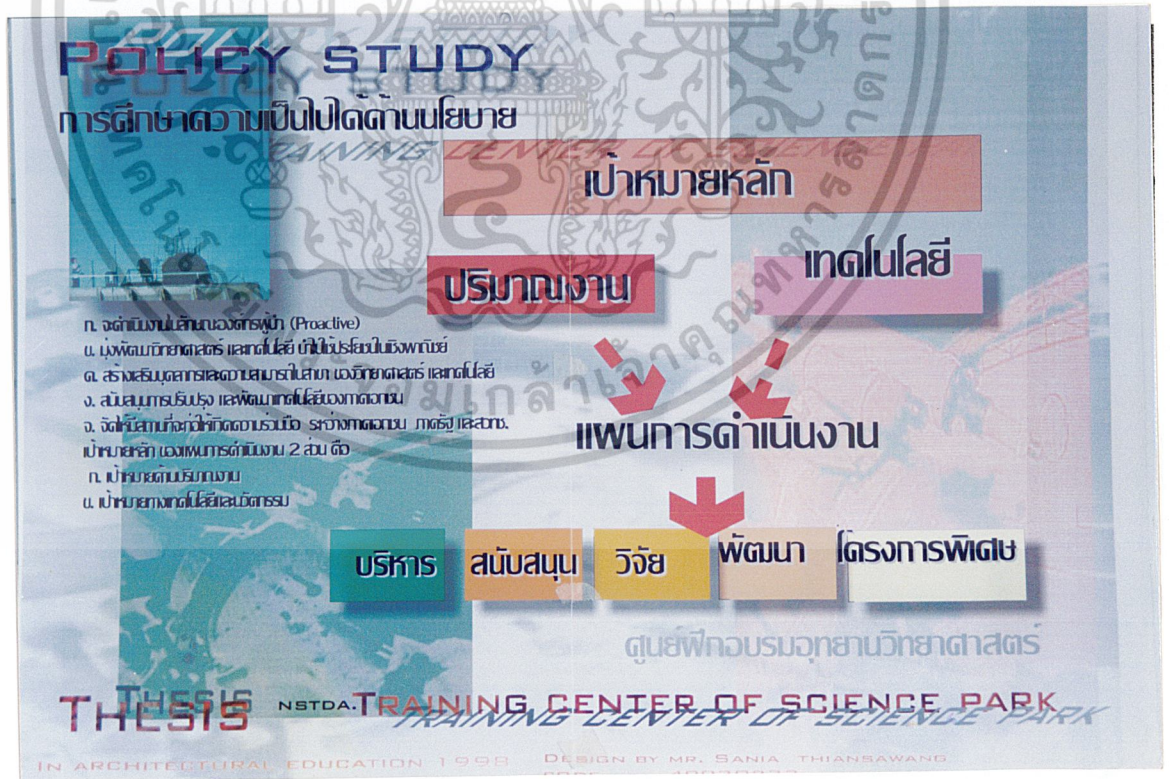 POLICY STUDY
การศึกษาความเป็นไปได้ด้านนโยบาย
TRAINING CENTER OF SCIENCE PARK
เป้าหมายหลัก
ปริมาณงาน
เทคโนโลยี
ก. จะดำเนินงานในลักษณะองค์กรผู้นำ (Proactive)
ข. มุ่งพัฒนาวิทยาศาสตร์ และเทคโนโลยี นำไปใช้ประโยชน์ในเชิงพาณิชย์
ค. สร้างเสริมบุคลากรและความสามารถในสาขา ของวิทยาศาสตร์ และเทคโนโลยี
ง. สนับสนุนการปรับปรุง และพัฒนาเทคโนโลยีของภาคเอกชน
จ. จัดให้มีสถานที่จะก่อให้เกิดความร่วมมือ ระหว่างภาคเอกชน ภาครัฐ และสวทช.
เป้าหมายหลัก ของแผนการดำเนินงาน 2 ส่วน คือ
ก. เป้าหมายด้านปริมาณงาน
ข. เป้าหมายทางเทคโนโลยีและนวัตกรรม
แผนการดำเนินงาน
บริหาร สนับสนุน วิจัย พัฒนา โครงการพิเศษ
ศูนย์ฝึกอบรมอุทยานวิทยาศาสตร์
THESIS NSTDA. TRAINING CENTER OF SCIENCE PARK
TRAINING CENTER OF SCIENCE PARK
IN ARCHITECTURAL EDUCATION 1998 DESIGN BY MR. SANIA THIANSAWANG